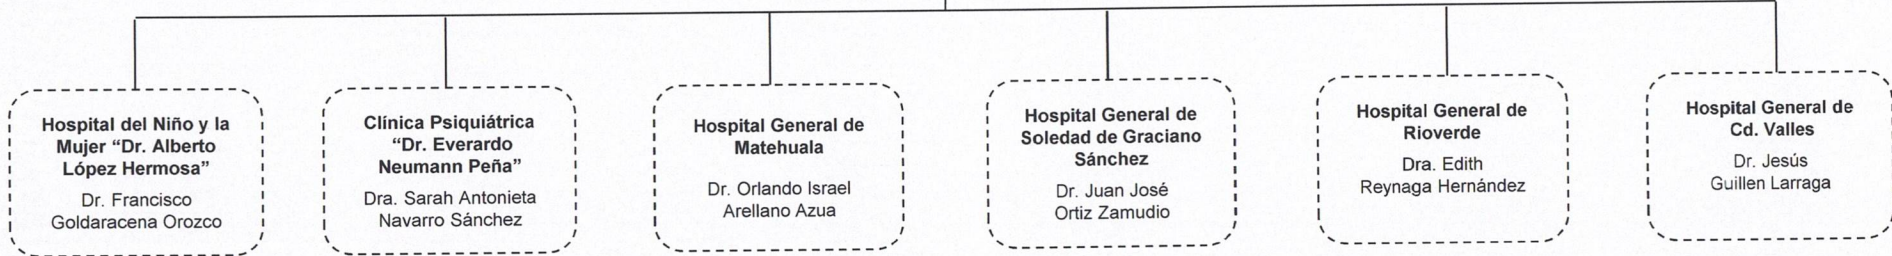 Hospital del Niño y la
Mujer “Dr. Alberto
López Hermosa”
Dr. Francisco
Goldaracena Orozco
Clínica Psiquiátrica
“Dr. Everardo
Neumann Peña”
Dra. Sarah Antonieta
Navarro Sánchez
Hospital General de
Matehuala
Dr. Orlando Israel
Arellano Azua
Hospital General de
Soledad de Graciano
Sánchez
Dr. Juan José
Ortiz Zamudio
Hospital General de
Rioverde
Dra. Edith
Reynaga Hernández
Hospital General de
Cd. Valles
Dr. Jesús
Guillen Larraga